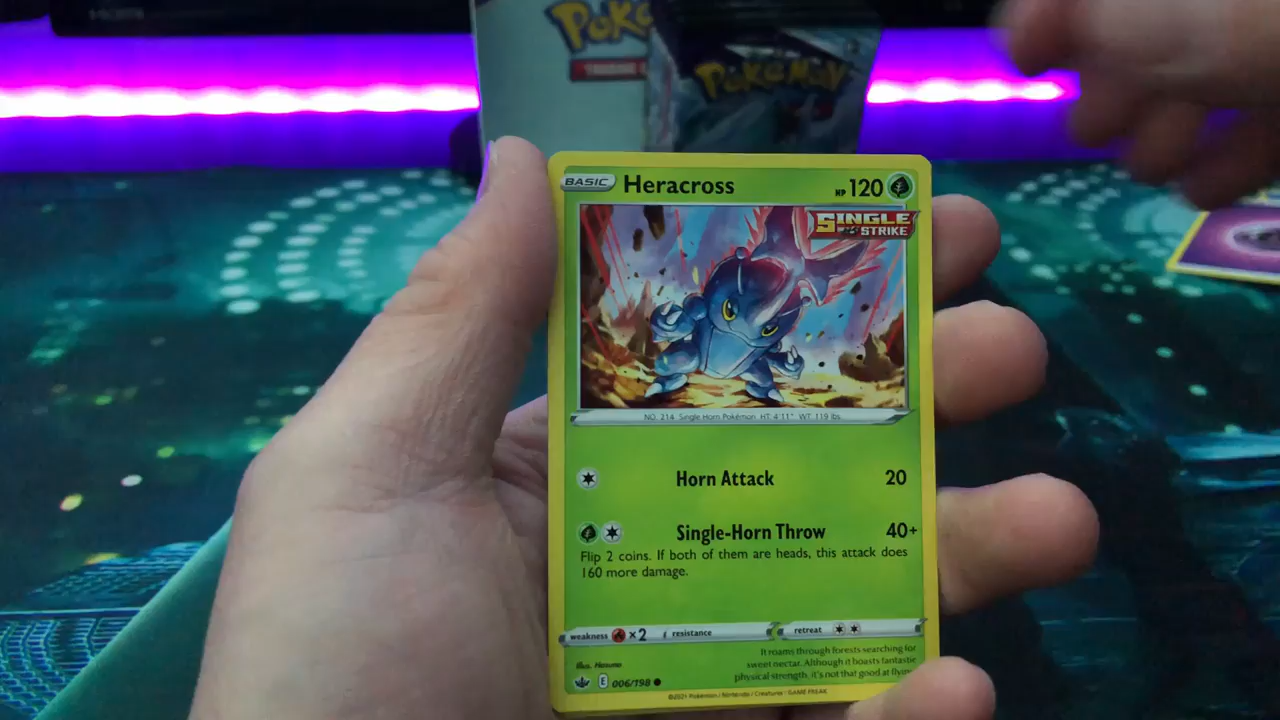 Poké
TRADING C
POKÉMON
BASIC Heracross HP 120
SINGLE
STRIKE
NO. 214 Single Horn Pokémon HT: 4'11" WT: 119 lbs.
Horn Attack 20
Single-Horn Throw 40+
Flip 2 coins. If both of them are heads, this attack does
160 more damage.
weakness ×2 resistance retreat
It roams through forests searching for
sweet nectar. Although it boasts fantastic
physical strength, it's not that good at flying.
Illus. Hasuno
E 006/198
©2021 Pokémon / Nintendo / Creatures / GAME FREAK